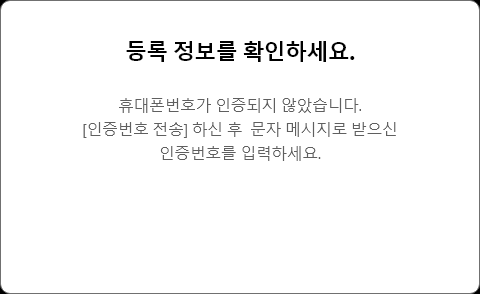 등록 정보를 확인하세요.
휴대폰번호가 인증되지 않았습니다.
[인증번호 전송] 하신 후  문자 메시지로 받으신
인증번호를 입력하세요.